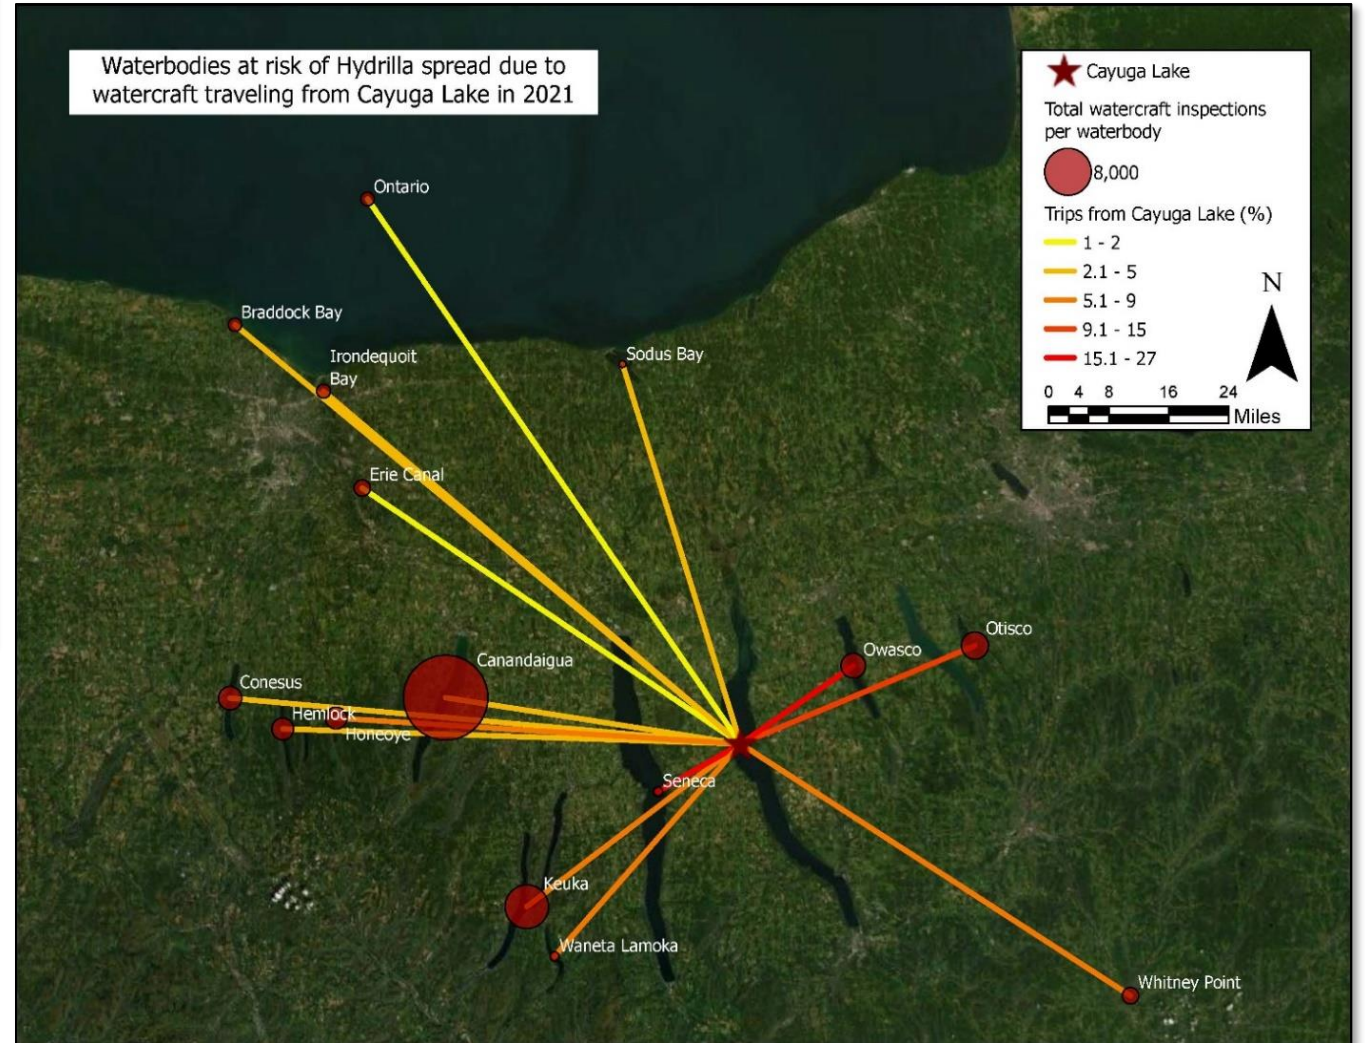 Waterbodies at risk of Hydrilla spread due to
watercraft traveling from Cayuga Lake in 2021
Cayuga Lake
Total watercraft inspections
per waterbody
8,000
Trips from Cayuga Lake (%)
1 - 2
2.1 - 5
5.1 - 9
9.1 - 15
15.1 - 27
N
0 4 8 16 24
Miles
Ontario
Braddock Bay
Irondequoit
Bay
Sodus Bay
Erie Canal
Otisco
Owasco
Canandaigua
Conesus
Hemlock
Honeoye
Seneca
Keuka
Waneta Lamoka
Whitney Point